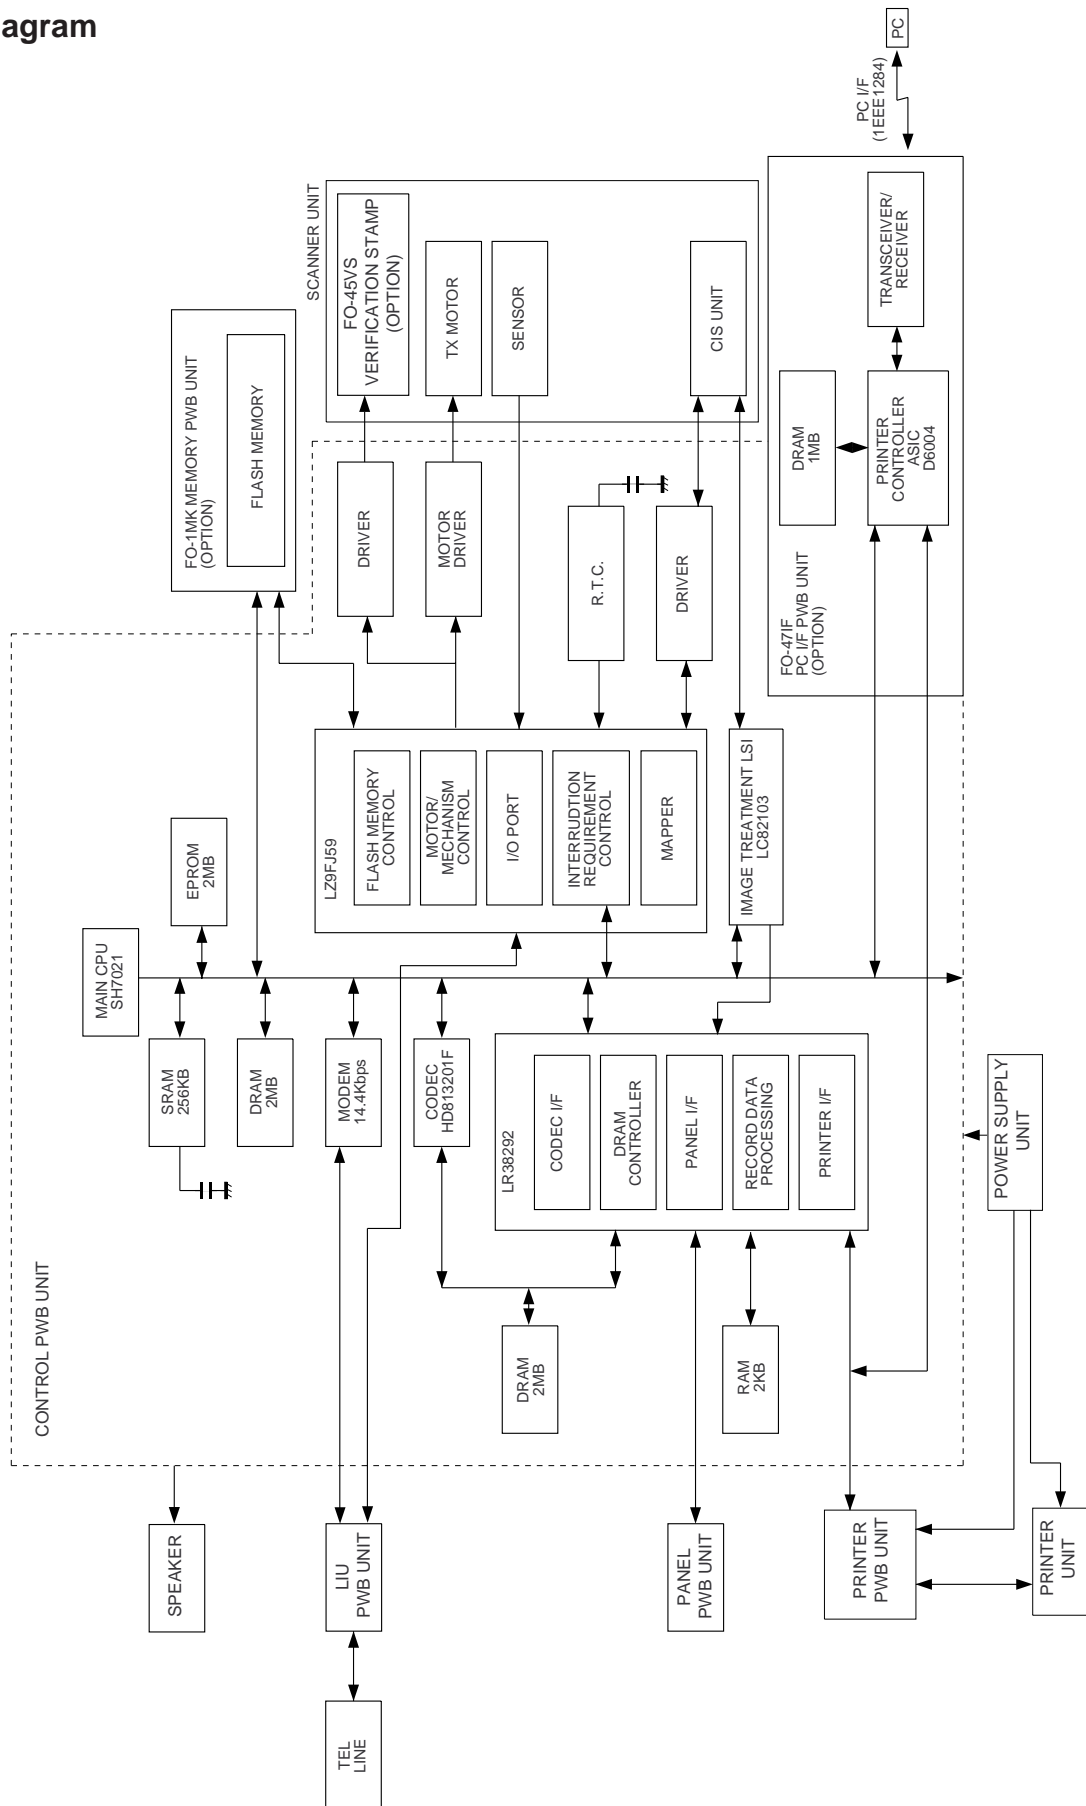 agram
CONTROL PWB UNIT
MAIN CPU
SH7021
EPROM
2MB
SRAM
256KB
DRAM
2MB
MODEM
14.4Kbps
CODEC
HD813201F
FO-1MK MEMORY PWB UNIT
(OPTION)
FLASH MEMORY
SCANNER UNIT
FO-45VS
VERIFICATION STAMP
(OPTION)
TX MOTOR
SENSOR
CIS UNIT
DRIVER
MOTOR
DRIVER
R.T.C.
DRIVER
LZ9FJ59
FLASH MEMORY
CONTROL
MOTOR/
MECHANISM
CONTROL
I/O PORT
INTERRUDTION
REQUIREMENT
CONTROL
MAPPER
IMAGE TREATMENT LSI
LC82103
LR38292
CODEC I/F
DRAM
CONTROLLER
PANEL I/F
RECORD DATA
PROCESSING
PRINTER I/F
DRAM
2MB
RAM
2KB
FO-47IF
PC I/F PWB UNIT
(OPTION)
DRAM
1MB
PRINTER
CONTROLLER
ASIC
D6004
TRANSCEIVER/
RECEIVER
PC I/F
(1EEE1284)
PC
SPEAKER
LIU
PWB UNIT
TEL
LINE
PANEL
PWB UNIT
PRINTER
PWB UNIT
PRINTER
UNIT
POWER SUPPLY
UNIT